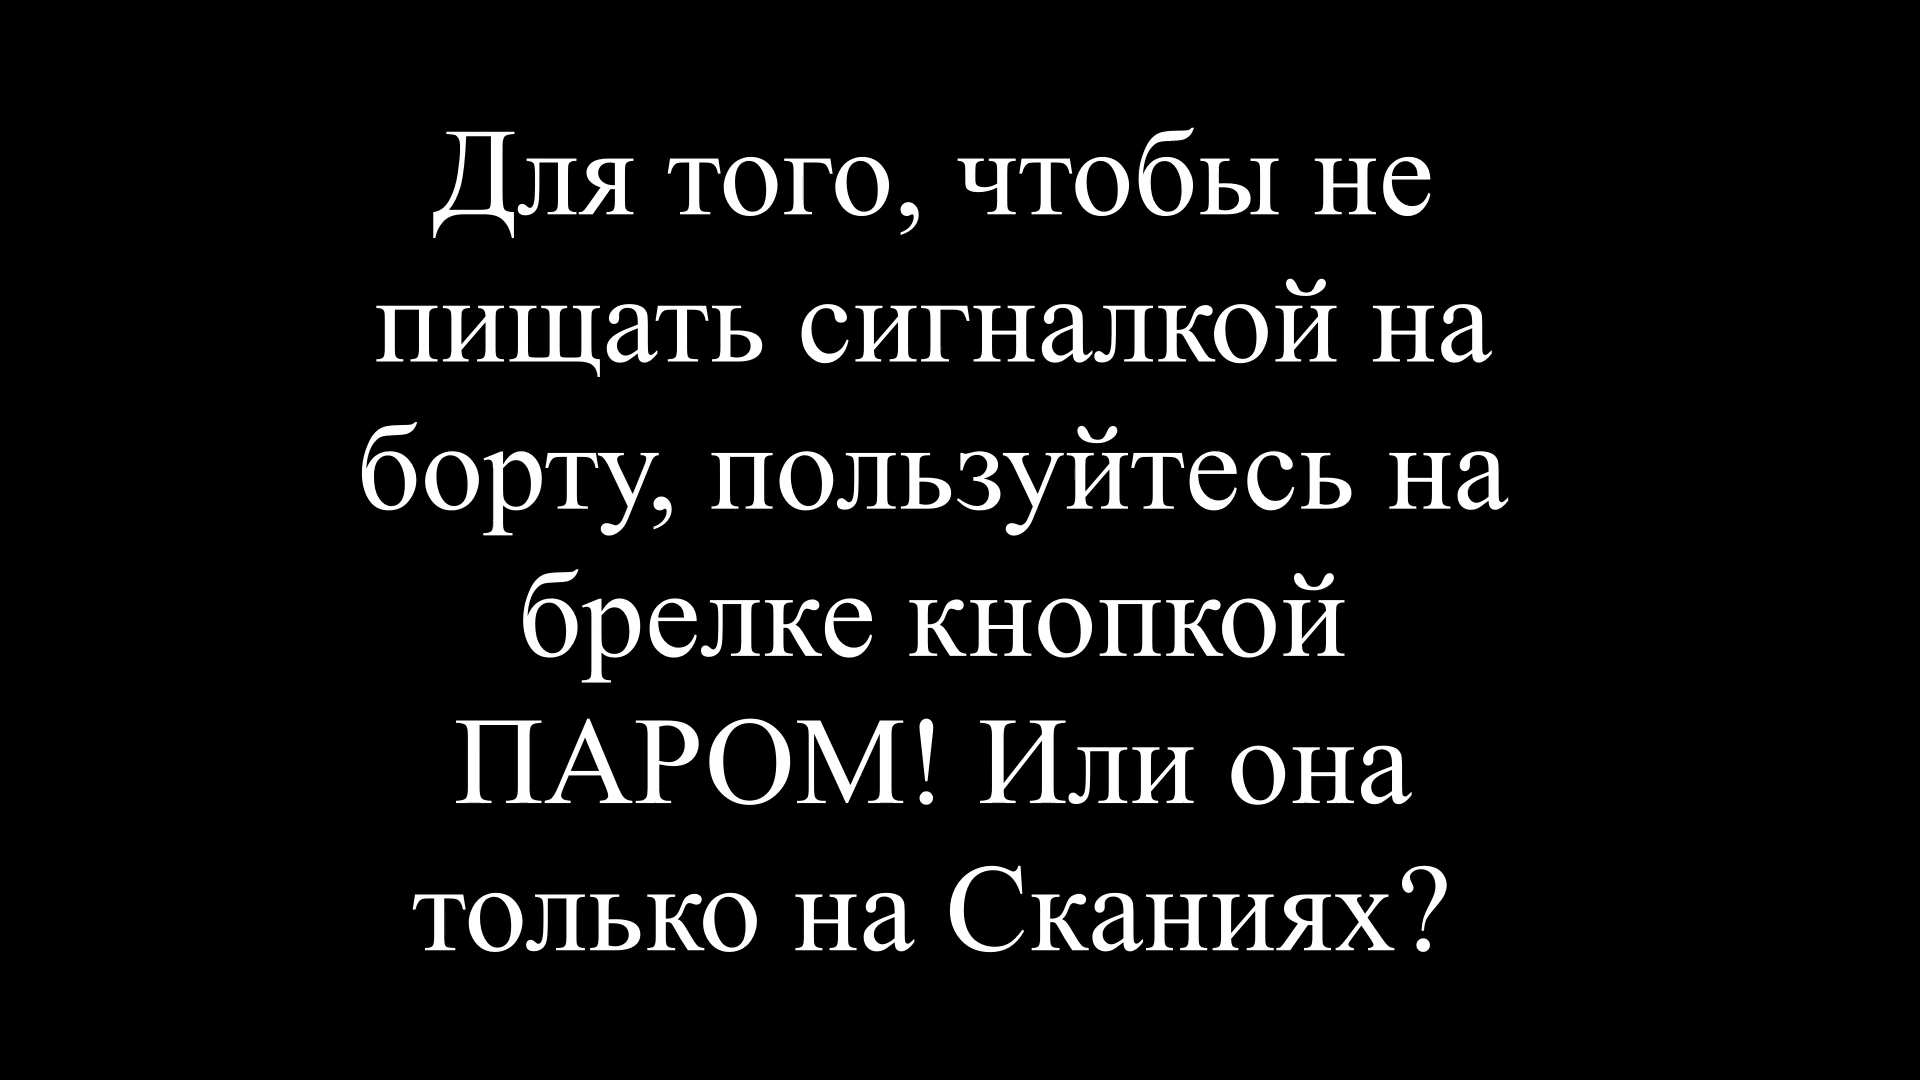 Для того, чтобы не
пищать сигналкой на
борту, пользуйтесь на
брелке кнопкой
ПАРОМ! Или она
только на Сканиях?